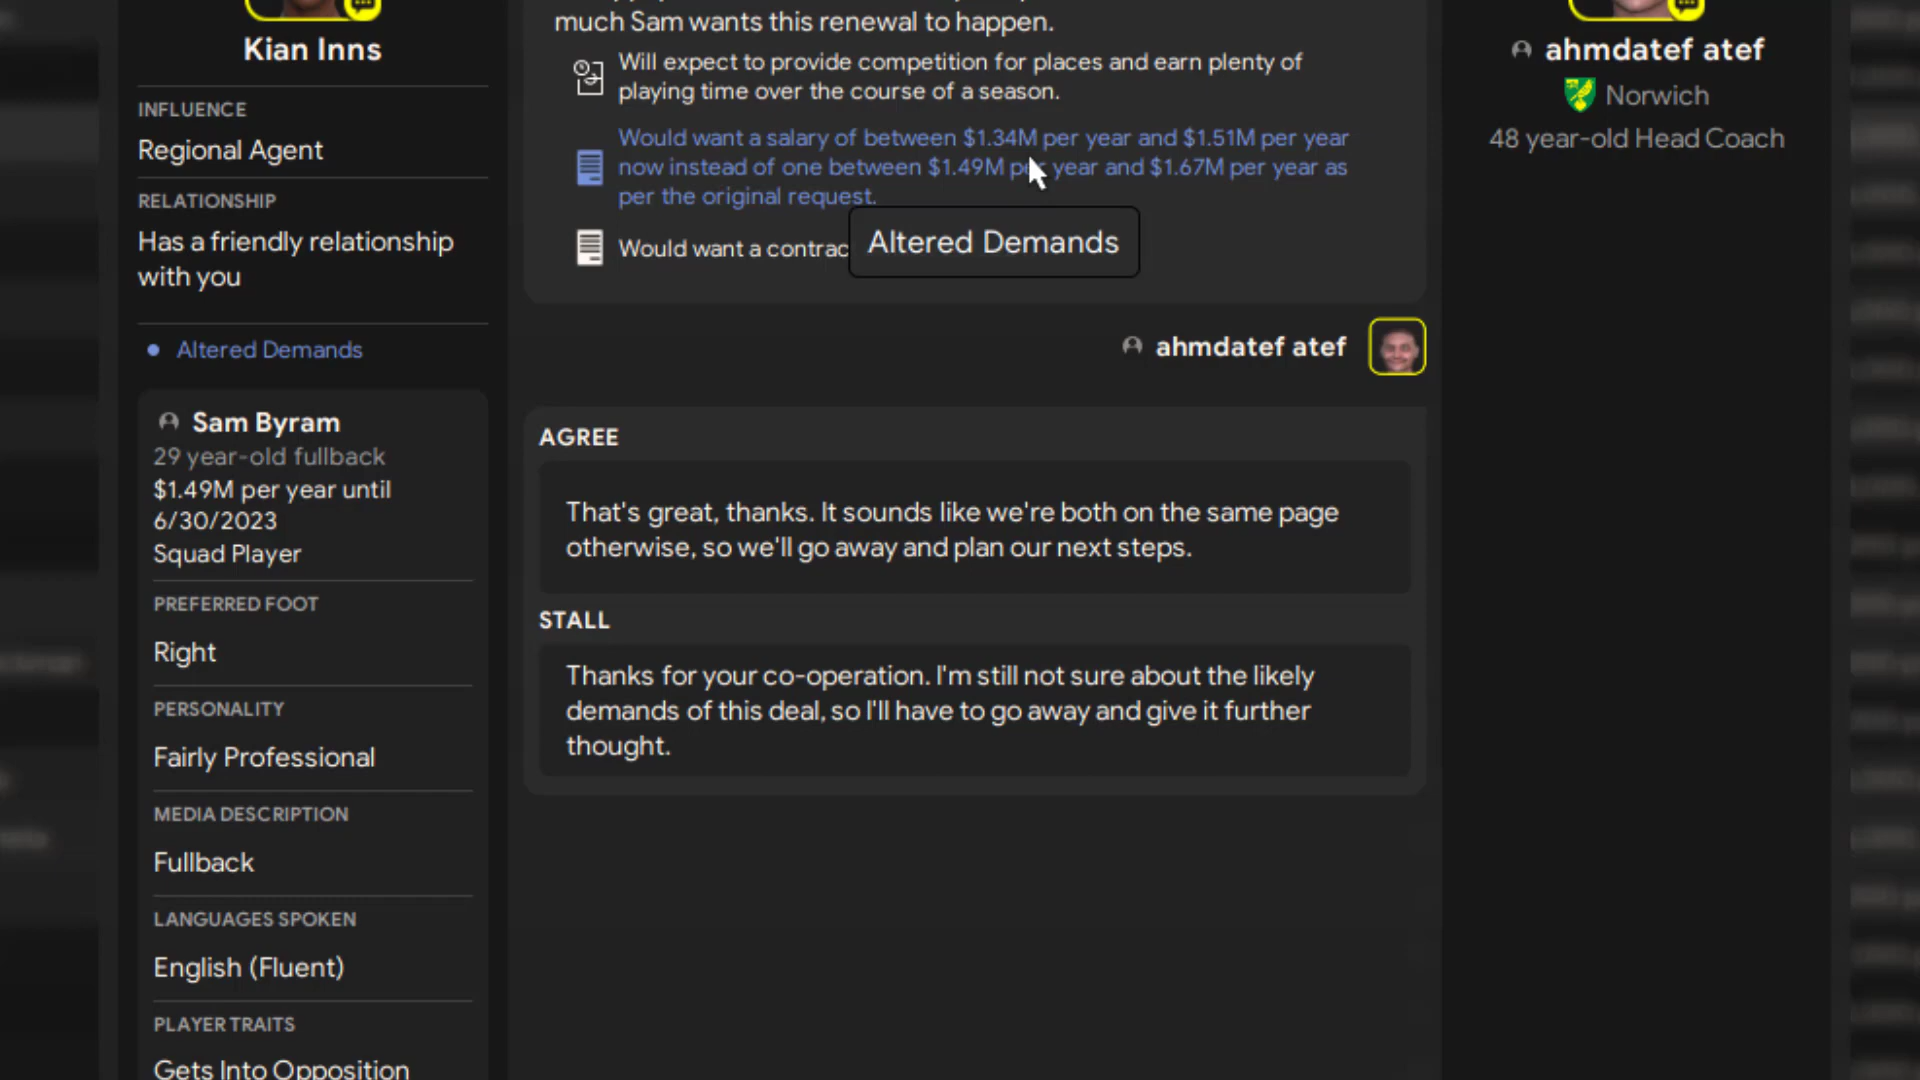 Kian Inns
INFLUENCE
Regional Agent
RELATIONSHIP
Has a friendly relationship
with you
Altered Demands
Sam Byram
29 year-old fullback
$1.49M per year until
6/30/2023
Squad Player
PREFERRED FOOT
Right
PERSONALITY
Fairly Professional
MEDIA DESCRIPTION
Fullback
LANGUAGES SPOKEN
English (Fluent)
PLAYER TRAITS
Gets Into Opposition
much Sam wants this renewal to happen.
Will expect to provide competition for places and earn plenty of
playing time over the course of a season.
Would want a salary of between $1.34M per year and $1.51M per year
now instead of one between $1.49M per year and $1.67M per year as
per the original request.
Would want a contrac
Altered Demands
ahmdatef atef
AGREE
That's great, thanks. It sounds like we're both on the same page
otherwise, so we'll go away and plan our next steps.
STALL
Thanks for your co-operation. I'm still not sure about the likely
demands of this deal, so I'll have to go away and give it further
thought.
ahmdatef atef
Norwich
48 year-old Head Coach